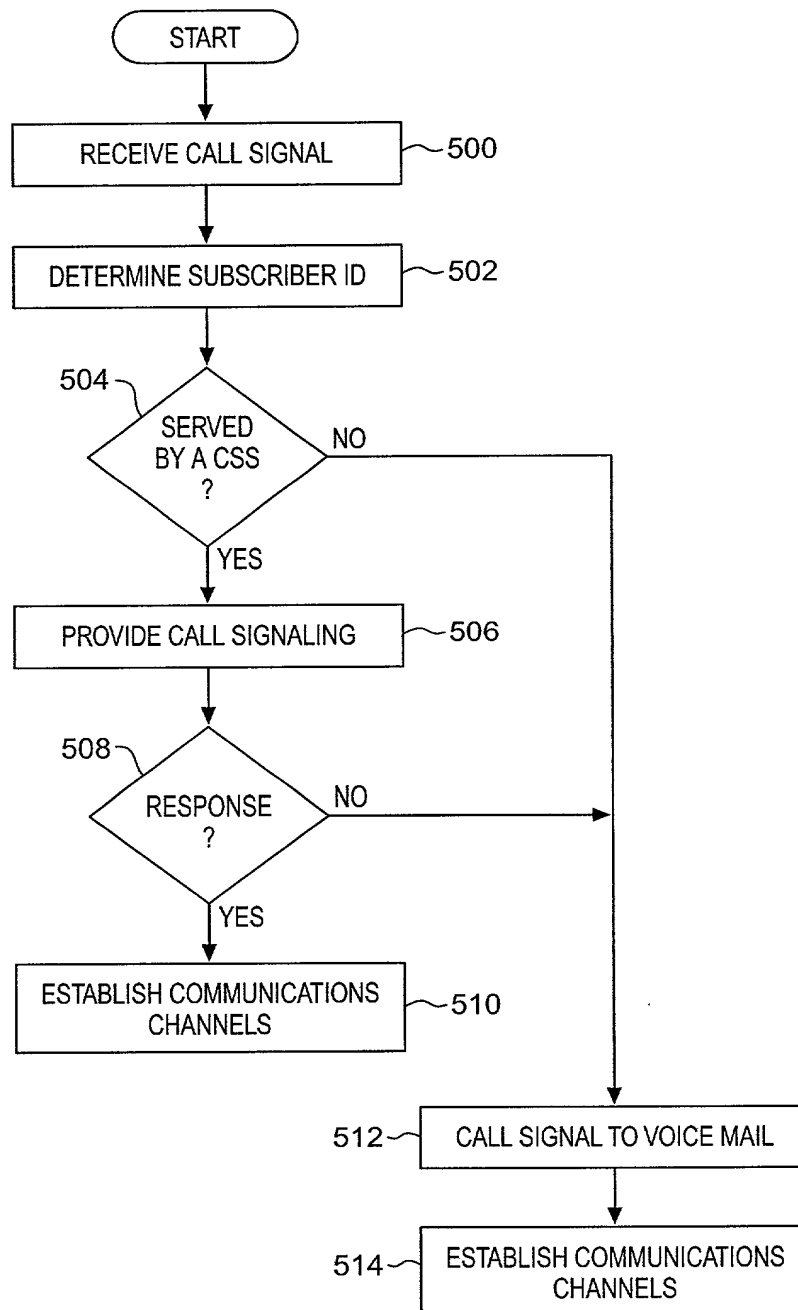 START
RECEIVE CALL SIGNAL
500
DETERMINE SUBSCRIBER ID
502
504
SERVED
BY A CSS
?
NO
YES
PROVIDE CALL SIGNALING
506
508
RESPONSE
?
NO
YES
ESTABLISH COMMUNICATIONS
CHANNELS
510
512
CALL SIGNAL TO VOICE MAIL
514
ESTABLISH COMMUNICATIONS
CHANNELS